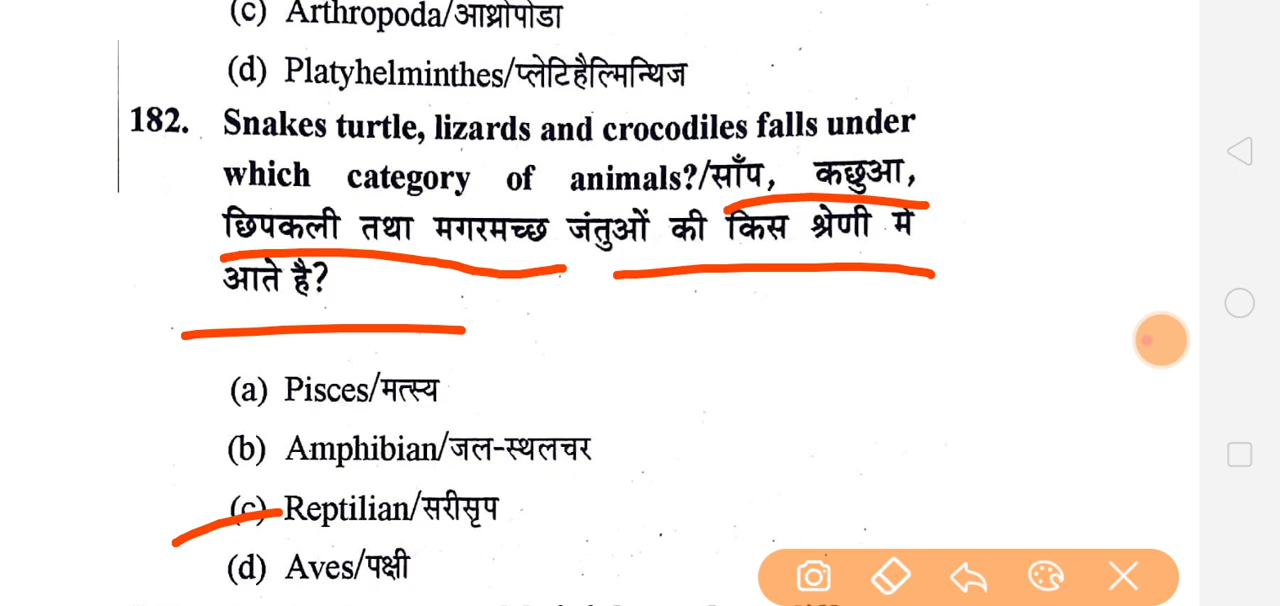 (c) Arthropoda/आर्थ्रोपोडा
(d) Platyhelminthes/प्लेटिहैल्मिन्थिज
182. Snakes turtle, lizards and crocodiles falls under
which category of animals?/साँप, कछुआ,
छिपकली तथा मगरमच्छ जंतुओं की किस श्रेणी में
आते है?
(a) Pisces/मत्स्य
(b) Amphibian/जल-स्थलचर
(c) Reptilian/सरीसृप
(d) Aves/पक्षी